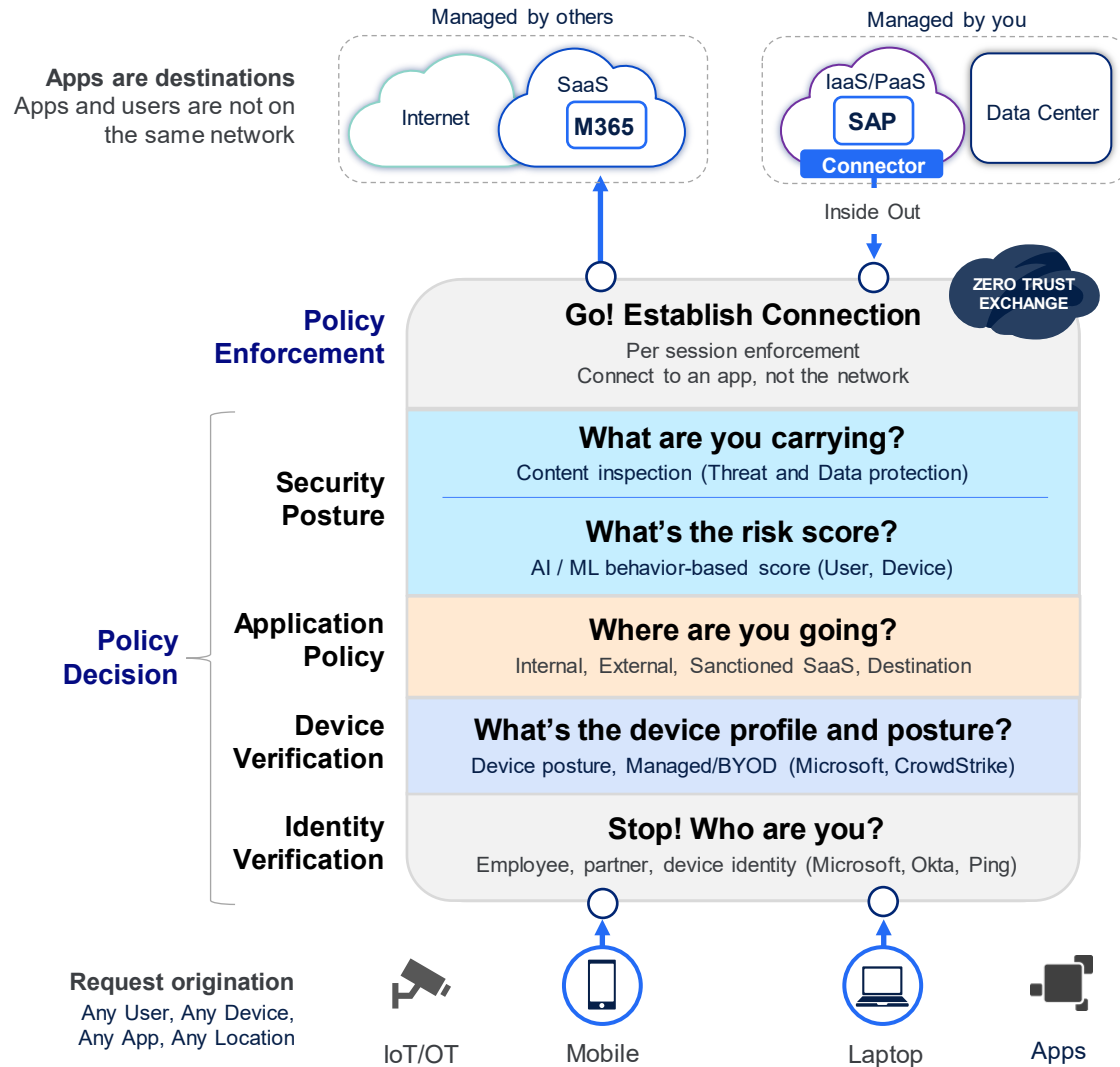 Managed by others
Managed by you
Apps are destinations
Apps and users are not on
the same network
Internet
SaaS
M365
IaaS/PaaS
SAP
Connector
Data Center
Inside Out
ZERO TRUST
EXCHANGE
Policy
Enforcement
Go! Establish Connection
Per session enforcement
Connect to an app, not the network
Security
Posture
What are you carrying?
Content inspection (Threat and Data protection)
What's the risk score?
AI / ML behavior-based score (User, Device)
Policy
Decision
Application
Policy
Where are you going?
Internal, External, Sanctioned SaaS, Destination
Device
Verification
What's the device profile and posture?
Device posture, Managed/BYOD (Microsoft, CrowdStrike)
Identity
Verification
Stop! Who are you?
Employee, partner, device identity (Microsoft, Okta, Ping)
Request origination
Any User, Any Device,
Any App, Any Location
IoT/OT
Mobile
Laptop
Apps